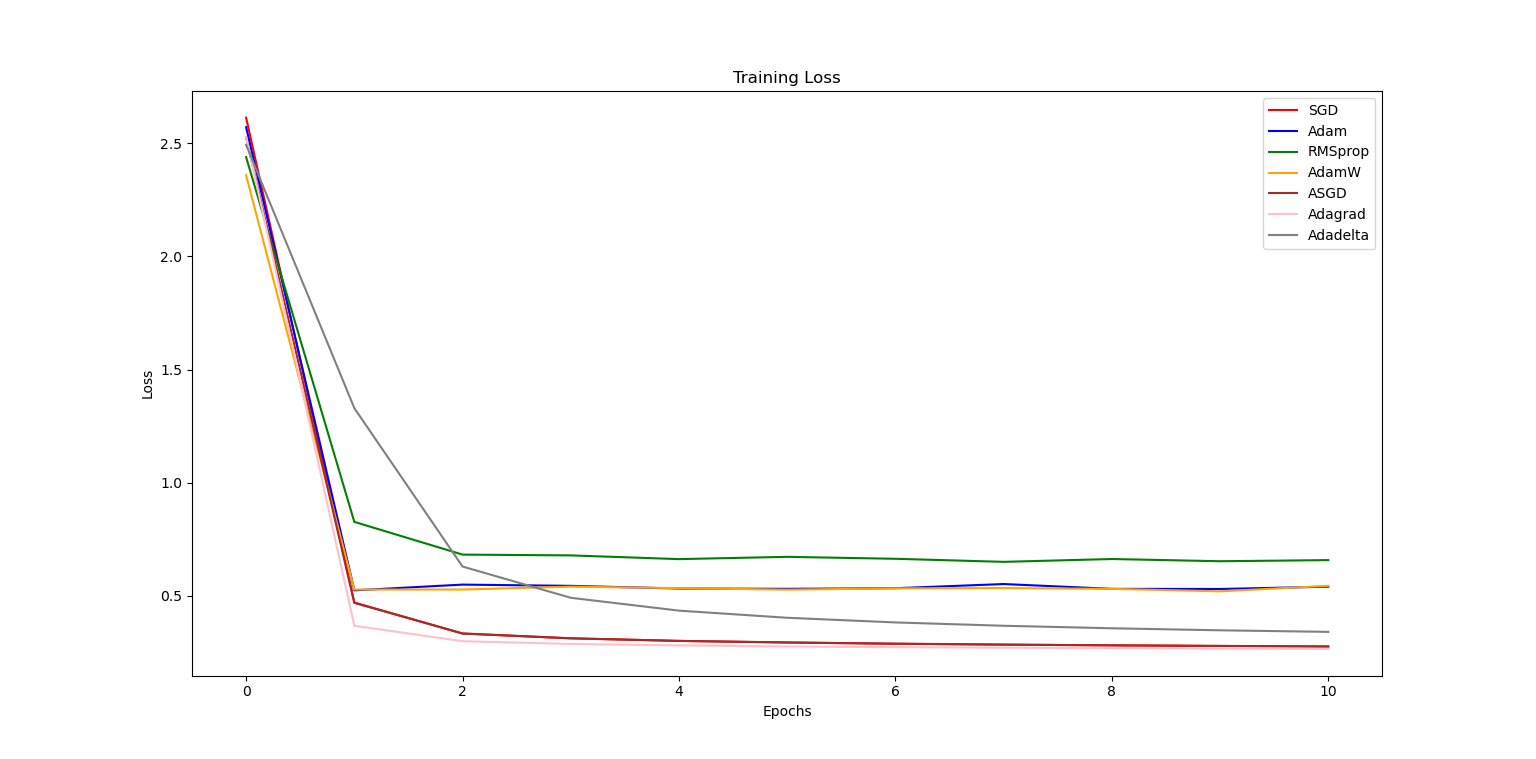 Training Loss
SGD
Adam
RMSprop
AdamW
ASGD
Adagrad
Adadelta
Loss
2.5
2.0
1.5
1.0
0.5
0 2 4 6 8 10
Epochs